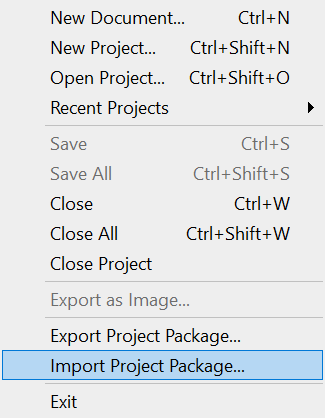 New Document... Ctrl+N
New Project... Ctrl+Shift+N
Open Project... Ctrl+Shift+O
Recent Projects
Save Ctrl+S
Save All Ctrl+Shift+S
Close Ctrl+W
Close All Ctrl+Shift+W
Close Project
Export as Image...
Export Project Package...
Import Project Package...
Exit